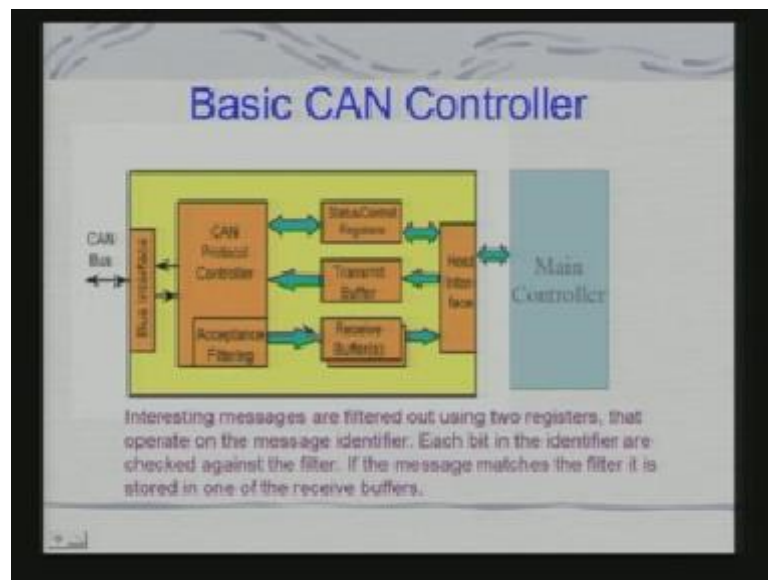 Basic CAN Controller
CAN
Bus
Bus Interface
CAN
Protocol
Controller
Acceptance
Filtering
Status/Control
Registers
Transmit
Buffer
Receive
Buffer(s)
Host
Inter-
face
Main
Controller
Interesting messages are filtered out using two registers, that
operate on the message identifier. Each bit in the identifier are
checked against the filter. If the message matches the filter it is
stored in one of the receive buffers.